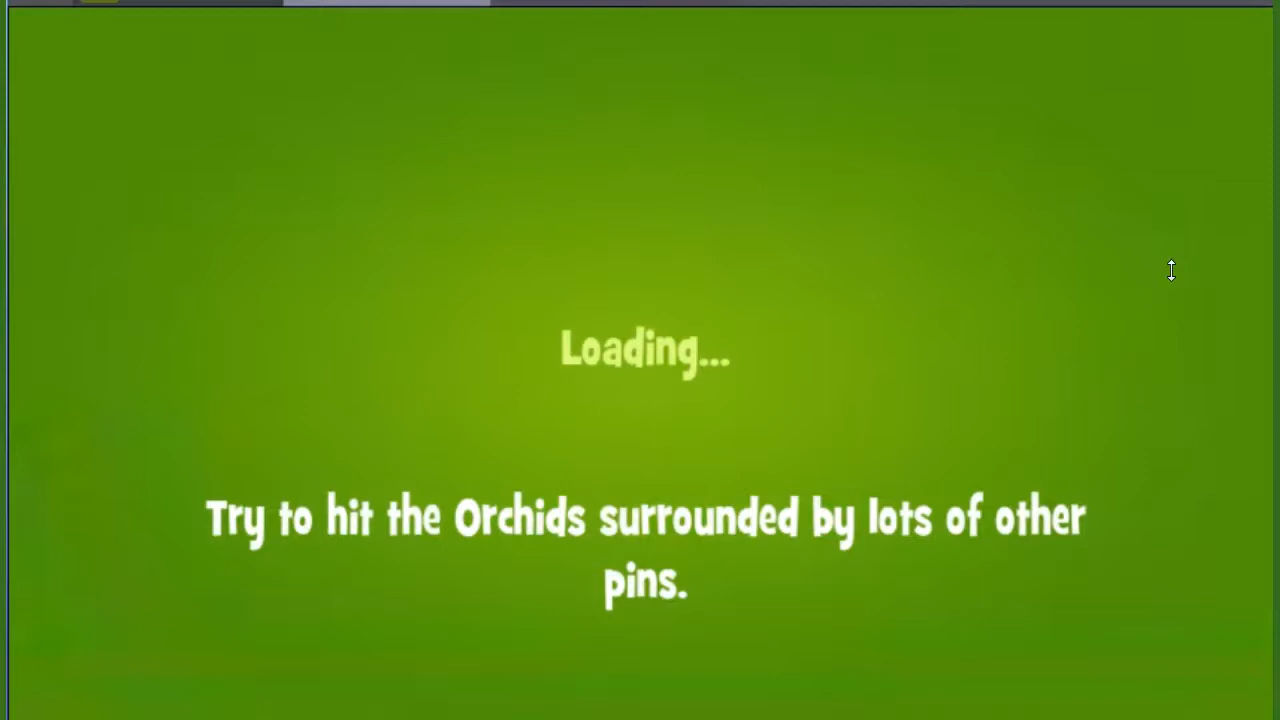 Loading...
Try to hit the Orchids surrounded by lots of other
pins.